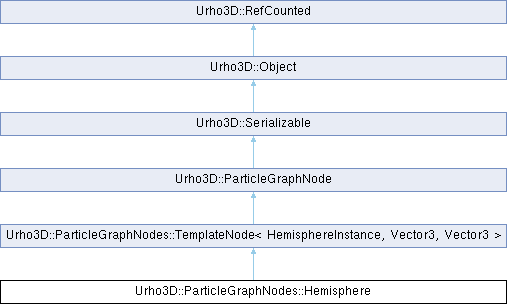 Urho3D::RefCounted
Urho3D::Object
Urho3D::Serializable
Urho3D::ParticleGraphNode
Urho3D::ParticleGraphNodes::TemplateNode< HemisphereInstance, Vector3, Vector3 >
Urho3D::ParticleGraphNodes::Hemisphere